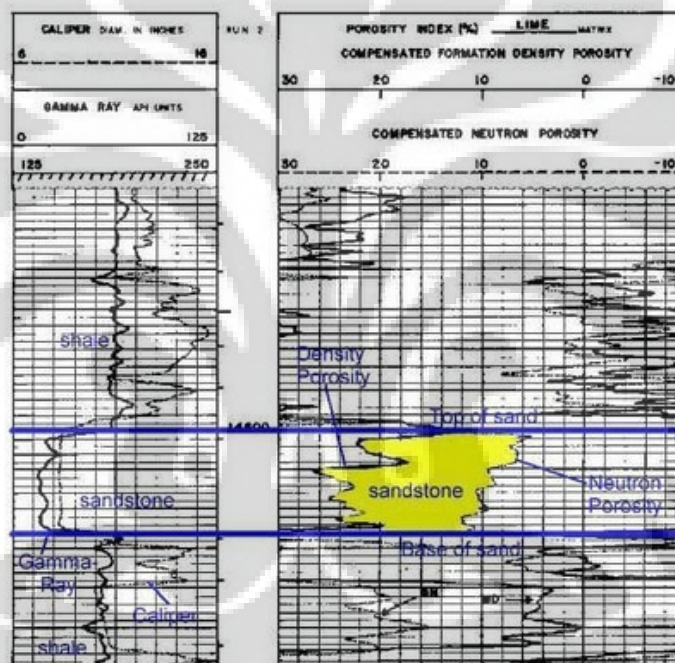 CALIPER DIAM. IN INCHES
6 16
GAMMA RAY API UNITS
0 125
125 250
RUN 2
POROSITY INDEX (%) LIME MATRIX
COMPENSATED FORMATION DENSITY POROSITY
30 20 10 0 -10
COMPENSATED NEUTRON POROSITY
30 20 10 0 -10
shale
Density
Porosity
Top of sand
sandstone
sandstone
Neutron
Porosity
Base of sand
Gamma
Ray
Caliper
shale